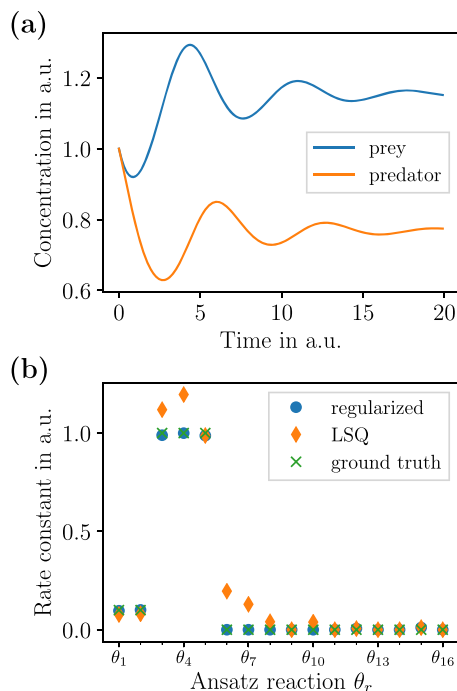 (a)
Concentration in a.u.
1.2
1.0
0.8
0.6
prey
predator
0 5 10 15 20
Time in a.u.
(b)
Rate constant in a.u.
1.0
0.5
0.0
regularized
LSQ
ground truth
θ₁ θ₄ θ₇ θ₁₀ θ₁₃ θ₁₆
Ansatz reaction θᵣ